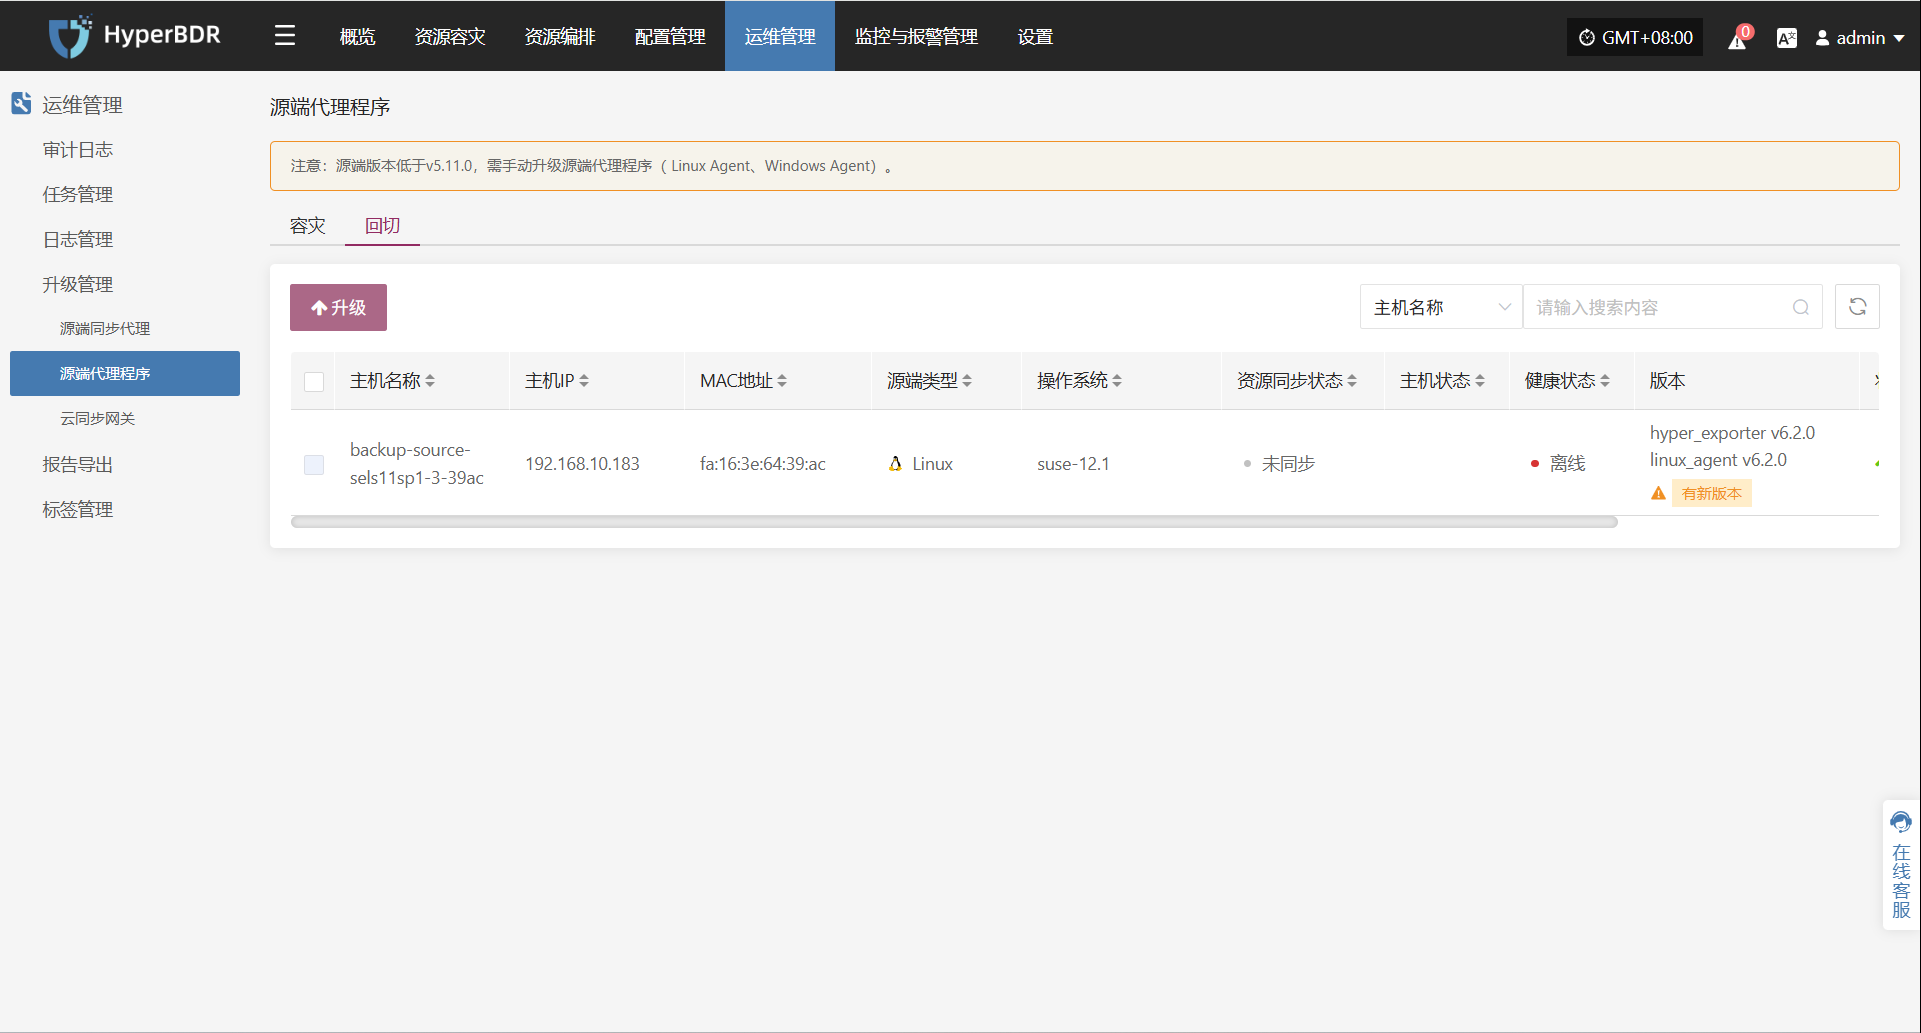 HyperBDR
概览
资源容灾
资源编排
配置管理
运维管理
监控与报警管理
设置
GMT+08:00
0
admin
运维管理
审计日志
任务管理
日志管理
升级管理
源端同步代理
源端代理程序
云同步网关
报告导出
标签管理
源端代理程序
注意：源端版本低于v5.11.0，需手动升级源端代理程序（ Linux Agent、Windows Agent）。
容灾
回切
升级
主机名称
请输入搜索内容
主机名称
主机IP
MAC地址
源端类型
操作系统
资源同步状态
主机状态
健康状态
版本
backup-source-
sels11sp1-3-39ac
192.168.10.183
fa:16:3e:64:39:ac
Linux
suse-12.1
未同步
离线
hyper_exporter v6.2.0
linux_agent v6.2.0
有新版本
在线客服